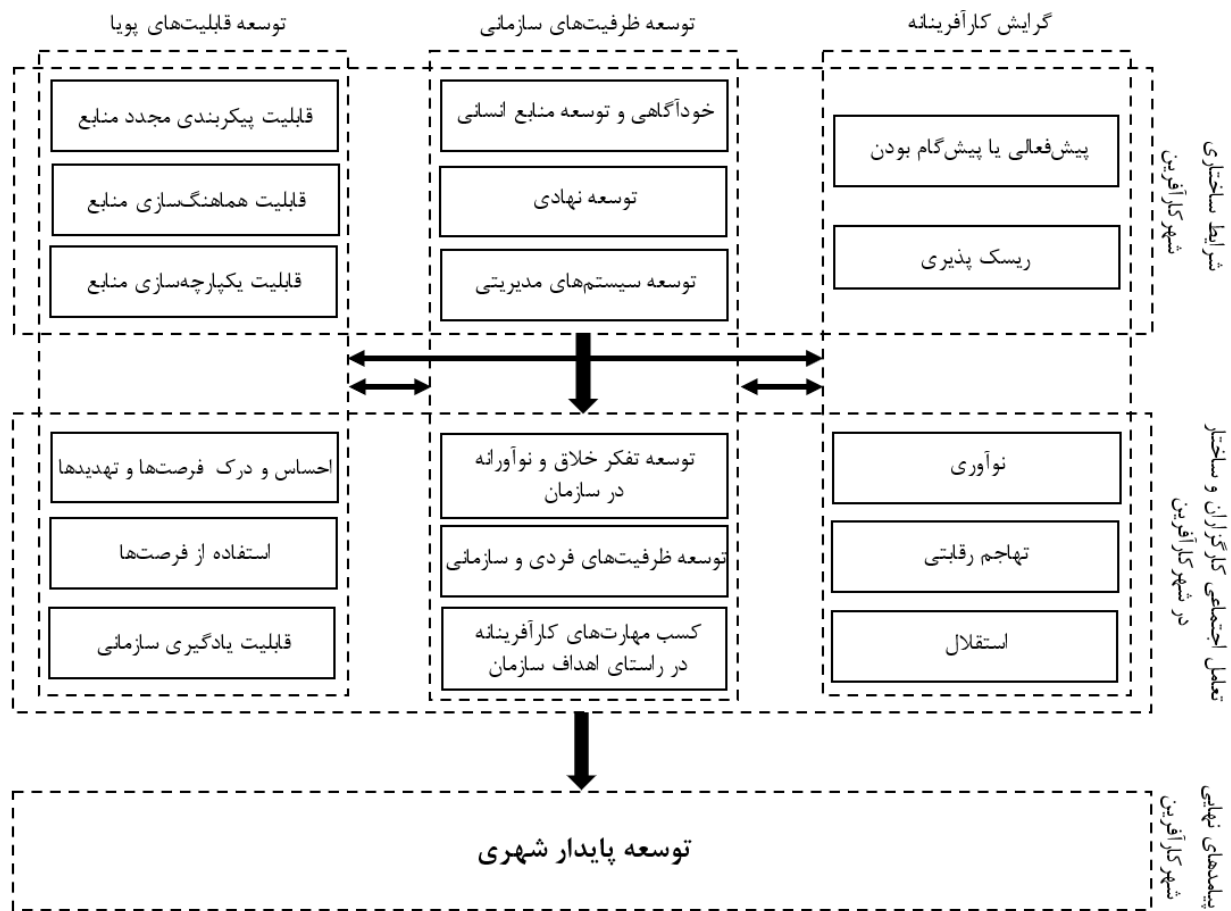 گرایش کارآفرینانه
توسعه ظرفیت‌های سازمانی
توسعه قابلیت‌های پویا
شرایط ساختاری
شهر کارآفرین
پیش‌فعالی یا پیش‌گام بودن
ریسک پذیری
خودآگاهی و توسعه منابع انسانی
توسعه نهادی
توسعه سیستم‌های مدیریتی
قابلیت پیکربندی مجدد منابع
قابلیت هماهنگ‌سازی منابع
قابلیت یکپارچه‌سازی منابع
تعامل اجتماعی کارگزاران و ساختار
در شهر کارآفرین
نوآوری
تهاجم رقابتی
استقلال
توسعه تفکر خلاق و نوآورانه
در سازمان
توسعه ظرفیت‌های فردی و سازمانی
کسب مهارت‌های کارآفرینانه
در راستای اهداف سازمان
احساس و درک فرصت‌ها و تهدیدها
استفاده از فرصت‌ها
قابلیت یادگیری سازمانی
پیامدهای نهایی
شهر کارآفرین
توسعه پایدار شهری